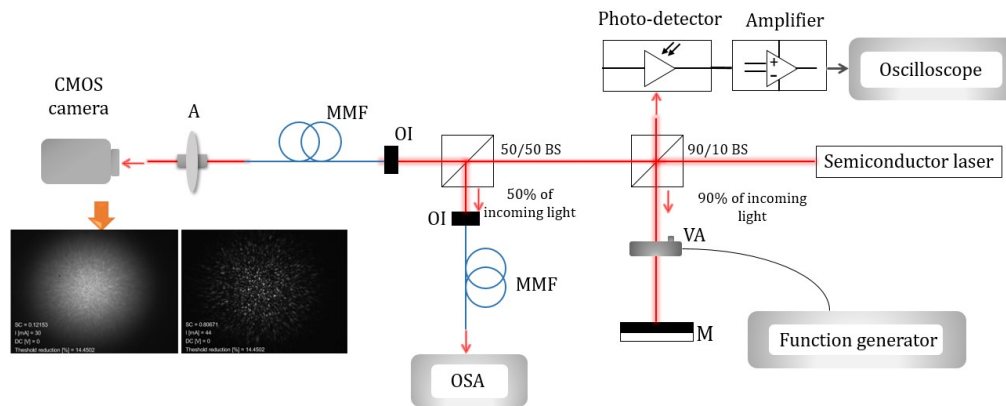 Photo-detector
Amplifier
Oscilloscope
CMOS
camera
A
MMF
OI
50/50 BS
90/10 BS
Semiconductor laser
50% of
incoming light
90% of incoming
light
OI
VA
MMF
M
Function generator
OSA
SC = 0.12193
I [mA] = 30
DC [V] = 0
Theshold reduction [%] = 14.4502
SC = 0.60671
I [mA] = 44
DC [V] = 0
Threshold reduction [%] = 14.4502